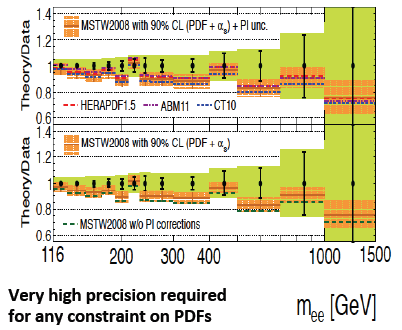 1.4
1.2
1.0
0.8
0.6
Theory/Data
MSTW2008 with 90% CL (PDF + αs) + PI unc.
HERAPDF1.5 ABM11 CT10
1.4
1.2
1.0
0.8
0.6
Theory/Data
MSTW2008 with 90% CL (PDF + αs)
MSTW2008 w/o PI corrections
116 200 300 400 1000 1500
mee [GeV]
Very high precision required
for any constraint on PDFs